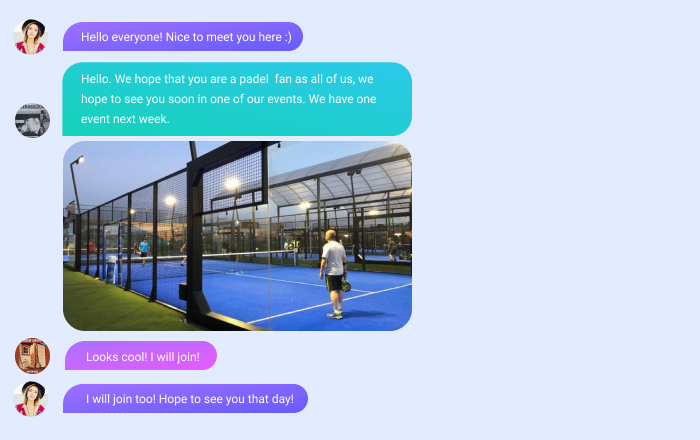 Hello everyone! Nice to meet you here :)
Hello. We hope that you are a padel  fan as all of us, we
hope to see you soon in one of our events. We have one
event next week.
Looks cool! I will join!
I will join too! Hope to see you that day!